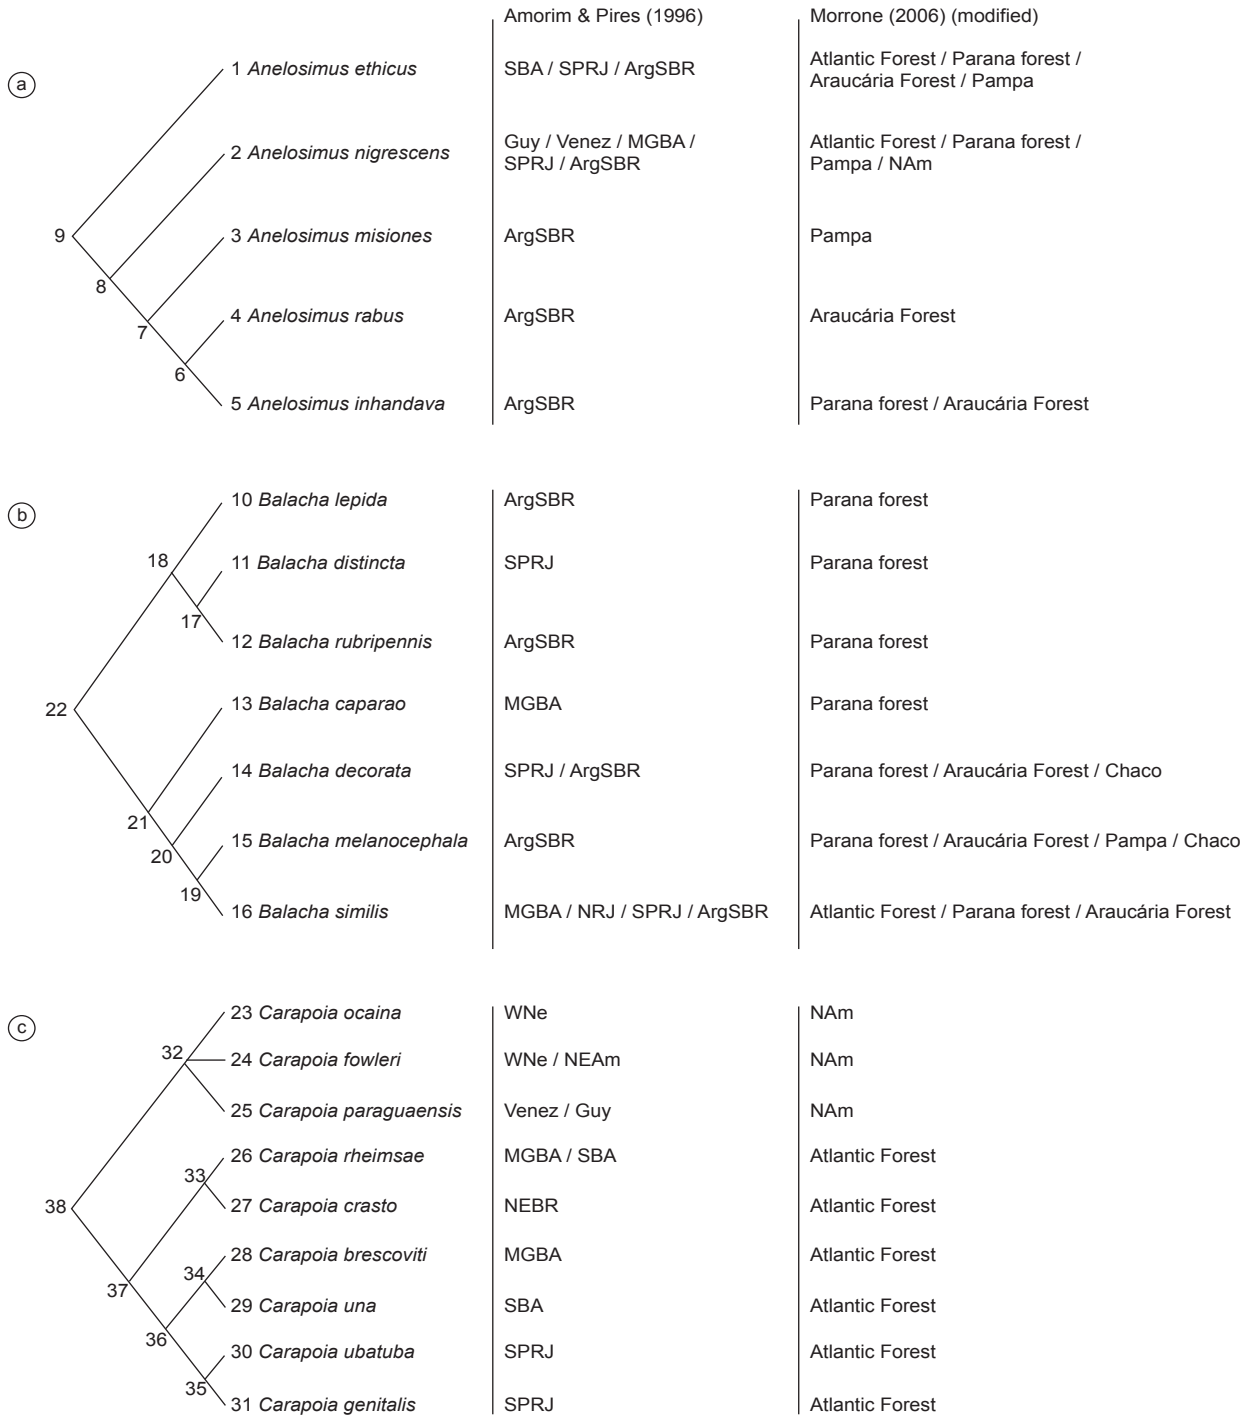 Amorim & Pires (1996) Morrone (2006) (modified)
a
1 Anelosimus ethicus SBA / SPRJ / ArgSBR Atlantic Forest / Parana forest /
Araucária Forest / Pampa
2 Anelosimus nigrescens Guy / Venez / MGBA / Atlantic Forest / Parana forest /
SPRJ / ArgSBR Pampa / NAm
9 3 Anelosimus misiones ArgSBR Pampa
8
4 Anelosimus rabus ArgSBR Araucária Forest
7
6
5 Anelosimus inhandava ArgSBR Parana forest / Araucária Forest
b
10 Balacha lepida ArgSBR Parana forest
18 11 Balacha distincta SPRJ Parana forest
17
12 Balacha rubripennis ArgSBR Parana forest
22 13 Balacha caparao MGBA Parana forest
14 Balacha decorata SPRJ / ArgSBR Parana forest / Araucária Forest / Chaco
21
15 Balacha melanocephala ArgSBR Parana forest / Araucária Forest / Pampa / Chaco
20
19
16 Balacha similis MGBA / NRJ / SPRJ / ArgSBR Atlantic Forest / Parana forest / Araucária Forest
c
23 Carapoia ocaina WNe NAm
32 24 Carapoia fowleri WNe / NEAm NAm
25 Carapoia paraguaensis Venez / Guy NAm
26 Carapoia rheimsae MGBA / SBA Atlantic Forest
33
38 27 Carapoia crasto NEBR Atlantic Forest
28 Carapoia brescoviti MGBA Atlantic Forest
34
37
29 Carapoia una SBA Atlantic Forest
36
30 Carapoia ubatuba SPRJ Atlantic Forest
35
31 Carapoia genitalis SPRJ Atlantic Forest